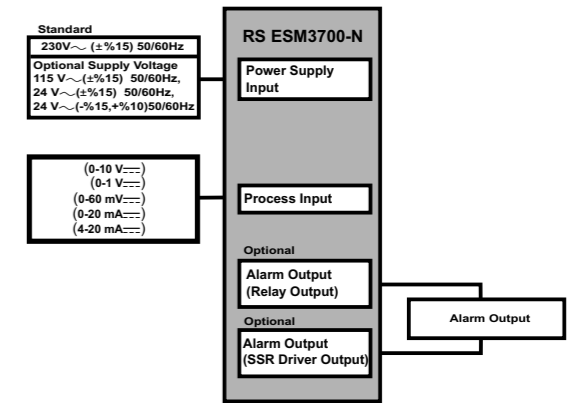 Standard
230V～ (±%15) 50/60Hz
Optional Supply Voltage
115 V～(±%15) 50/60Hz,
24 V～(±%15) 50/60Hz,
24 V～(-%15,+%10)50/60Hz
RS ESM3700-N
Power Supply
Input
(0-10 V⎓)
(0-1 V⎓)
(0-60 mV⎓)
(0-20 mA⎓)
(4-20 mA⎓)
Process Input
Optional
Alarm Output
(Relay Output)
Optional
Alarm Output
(SSR Driver Output)
Alarm Output